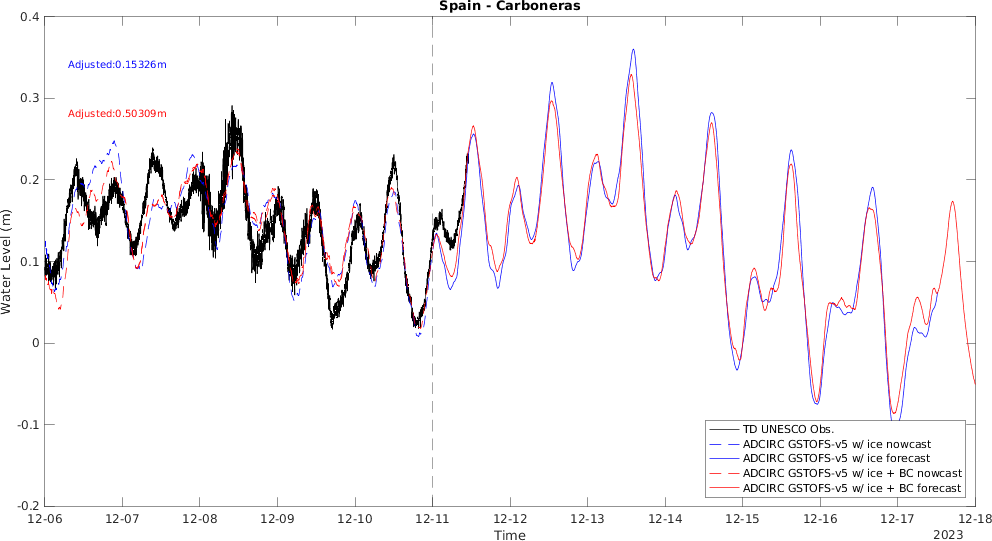 Spain - Carboneras
0.4
0.3
0.2
0.1
0
-0.1
-0.2
Water Level (m)
Adjusted:0.15326m
Adjusted:0.50309m
TD UNESCO Obs.
ADCIRC GSTOFS-v5 w/ ice nowcast
ADCIRC GSTOFS-v5 w/ ice forecast
ADCIRC GSTOFS-v5 w/ ice + BC nowcast
ADCIRC GSTOFS-v5 w/ ice + BC forecast
12-06 12-07 12-08 12-09 12-10 12-11 12-12 12-13 12-14 12-15 12-16 12-17 12-18
Time
2023